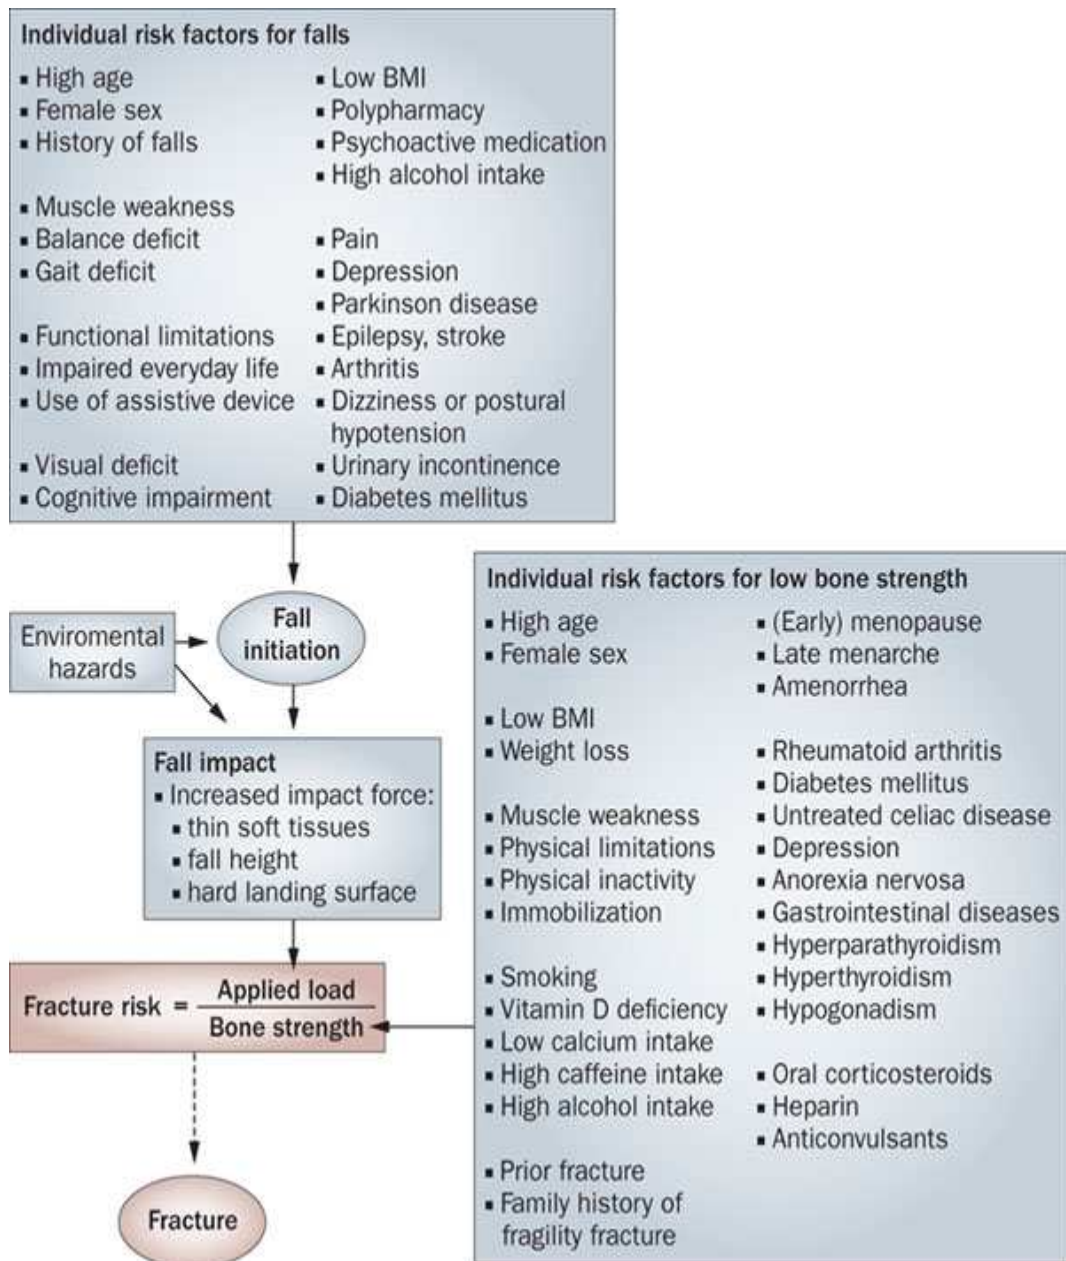 Individual risk factors for falls
▪ High age
▪ Female sex
▪ History of falls
▪ Muscle weakness
▪ Balance deficit
▪ Gait deficit
▪ Functional limitations
▪ Impaired everyday life
▪ Use of assistive device
▪ Visual deficit
▪ Cognitive impairment
▪ Low BMI
▪ Polypharmacy
▪ Psychoactive medication
▪ High alcohol intake
▪ Pain
▪ Depression
▪ Parkinson disease
▪ Epilepsy, stroke
▪ Arthritis
▪ Dizziness or postural
hypotension
▪ Urinary incontinence
▪ Diabetes mellitus
Enviromental
hazards
Fall
initiation
Fall impact
▪ Increased impact force:
▪ thin soft tissues
▪ fall height
▪ hard landing surface
Fracture risk = Applied load
Bone strength
Fracture
Individual risk factors for low bone strength
▪ High age
▪ Female sex
▪ Low BMI
▪ Weight loss
▪ Muscle weakness
▪ Physical limitations
▪ Physical inactivity
▪ Immobilization
▪ Smoking
▪ Vitamin D deficiency
▪ Low calcium intake
▪ High caffeine intake
▪ High alcohol intake
▪ Prior fracture
▪ Family history of
fragility fracture
▪ (Early) menopause
▪ Late menarche
▪ Amenorrhea
▪ Rheumatoid arthritis
▪ Diabetes mellitus
▪ Untreated celiac disease
▪ Depression
▪ Anorexia nervosa
▪ Gastrointestinal diseases
▪ Hyperparathyroidism
▪ Hyperthyroidism
▪ Hypogonadism
▪ Oral corticosteroids
▪ Heparin
▪ Anticonvulsants